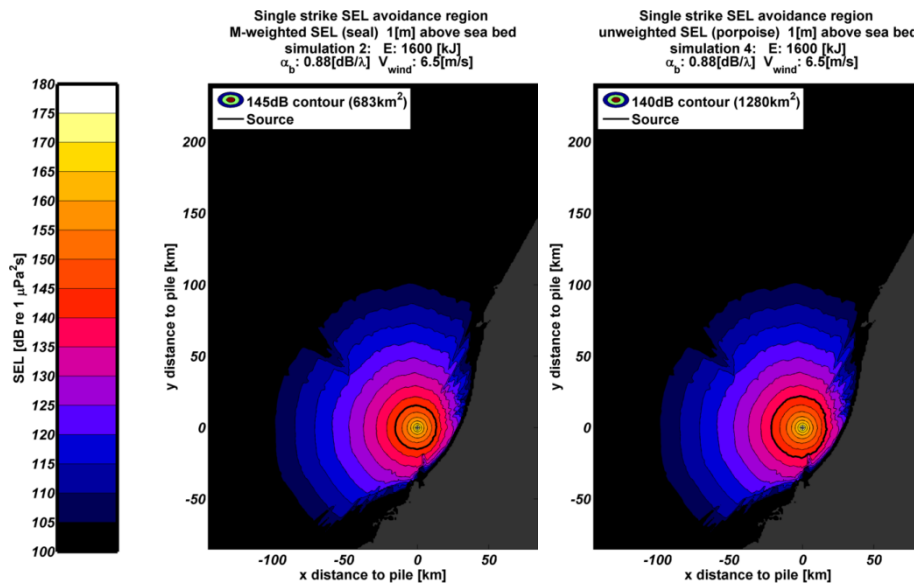 Single strike SEL avoidance region
M-weighted SEL (seal) 1[m] above sea bed
simulation 2: E: 1600 [kJ]
α_b: 0.88[dB/λ] V_wind: 6.5[m/s]
145dB contour (683km²)
Source
200
150
100
50
0
-50
y distance to pile [km]
-100
-50
0
50
x distance to pile [km]
Single strike SEL avoidance region
unweighted SEL (porpoise) 1[m] above sea bed
simulation 4: E: 1600 [kJ]
α_b: 0.88[dB/λ] V_wind: 6.5[m/s]
140dB contour (1280km²)
Source
200
150
100
50
0
-50
y distance to pile [km]
-100
-50
0
50
x distance to pile [km]
180
175
170
165
160
155
150
145
140
135
130
125
120
115
110
105
100
SEL [dB re 1 μPa²s]